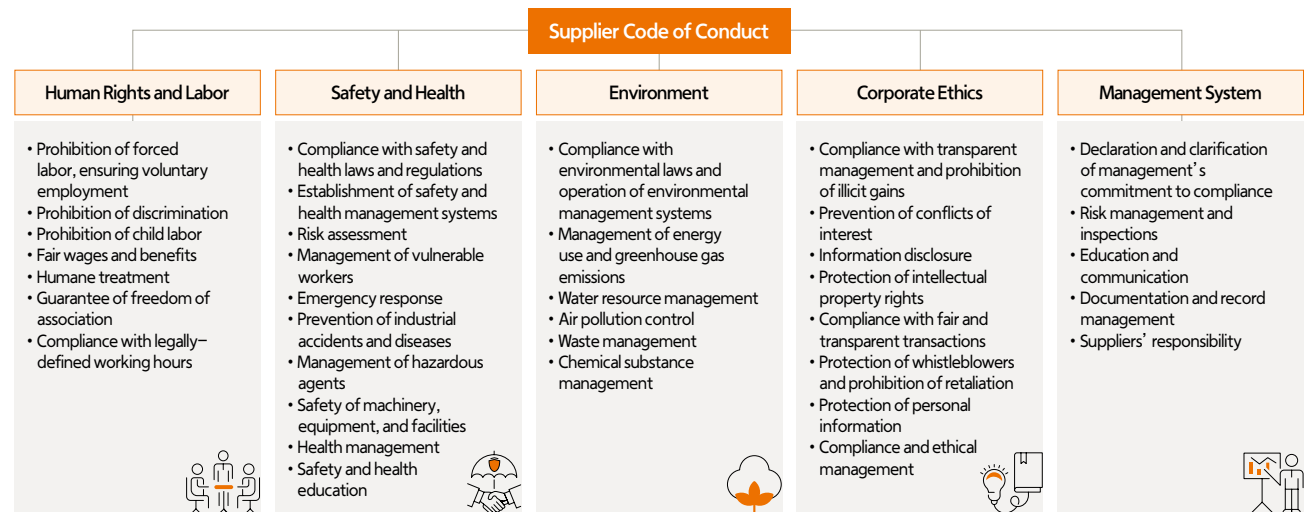 Supplier Code of Conduct
Human Rights and Labor
• Prohibition of forced
labor, ensuring voluntary
employment
• Prohibition of discrimination
• Prohibition of child labor
• Fair wages and benefits
• Humane treatment
• Guarantee of freedom of
association
• Compliance with legally-
defined working hours
Safety and Health
• Compliance with safety and
health laws and regulations
• Establishment of safety and
health management systems
• Risk assessment
• Management of vulnerable
workers
• Emergency response
• Prevention of industrial
accidents and diseases
• Management of hazardous
agents
• Safety of machinery,
equipment, and facilities
• Health management
• Safety and health
education
Environment
• Compliance with
environmental laws and
operation of environmental
management systems
• Management of energy
use and greenhouse gas
emissions
• Water resource management
• Air pollution control
• Waste management
• Chemical substance
management
Corporate Ethics
• Compliance with transparent
management and prohibition
of illicit gains
• Prevention of conflicts of
interest
• Information disclosure
• Protection of intellectual
property rights
• Compliance with fair and
transparent transactions
• Protection of whistleblowers
and prohibition of retaliation
• Protection of personal
information
• Compliance and ethical
management
Management System
• Declaration and clarification
of management’s
commitment to compliance
• Risk management and
inspections
• Education and
communication
• Documentation and record
management
• Suppliers’ responsibility